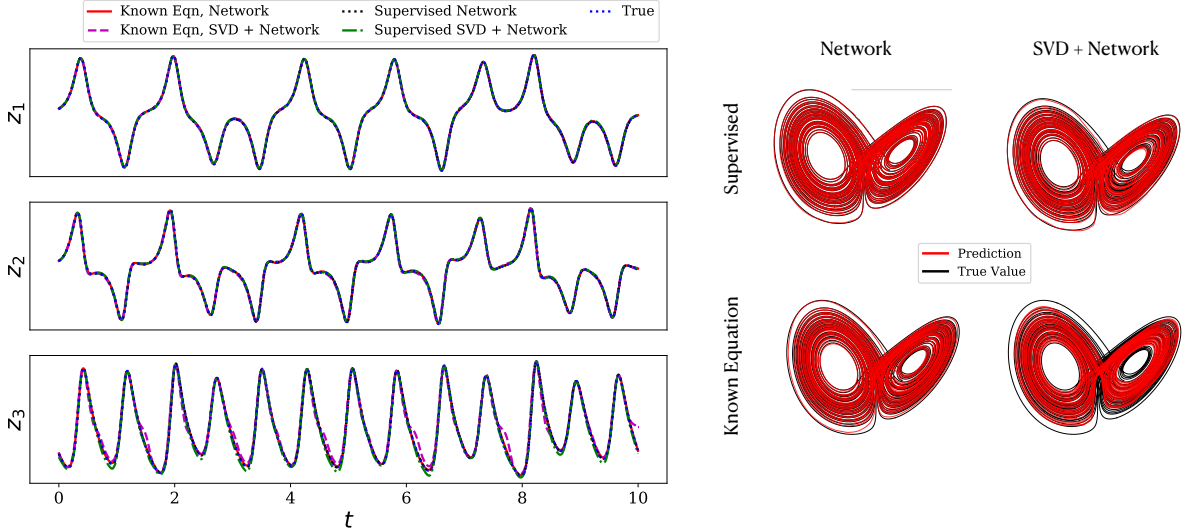 Known Eqn, Network
Supervised Network
True
Known Eqn, SVD + Network
Supervised SVD + Network
z1
z2
z3
0
2
4
6
8
10
t
Network
SVD + Network
Supervised
Prediction
True Value
Known Equation